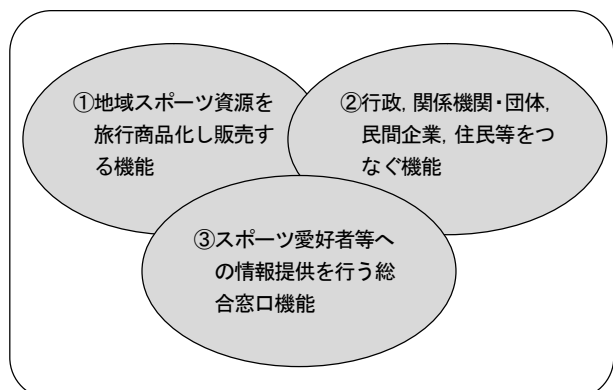 ①地域スポーツ資源を
旅行商品化し販売す
る機能
②行政，関係機関・団体，
民間企業，住民等をつ
なぐ機能
③スポーツ愛好者等へ
の情報提供を行う総
合窓口機能